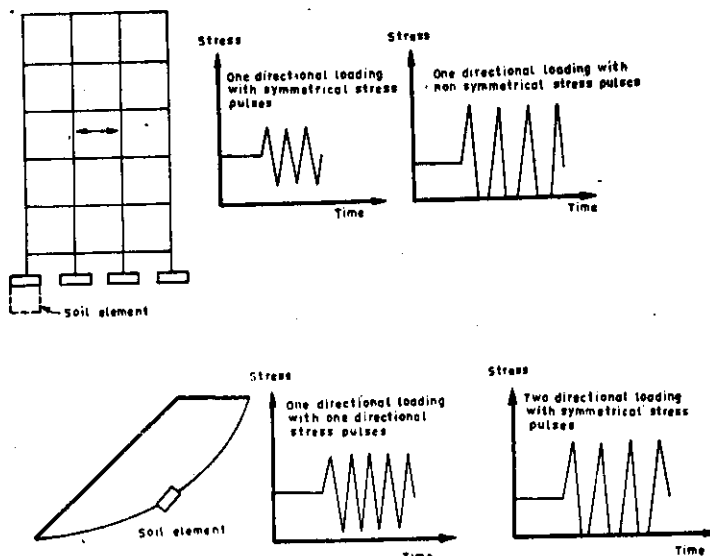 Stress
One directional loading
with symmetrical stress
pulses
Time
Stress
One directional loading with
non symmetrical stress pulses
Time
Soil element
Stress
One directional loading
with one directional
stress pulses
Time
Soil element
Stress
Two directional loading
with symmetrical stress
pulses
Time